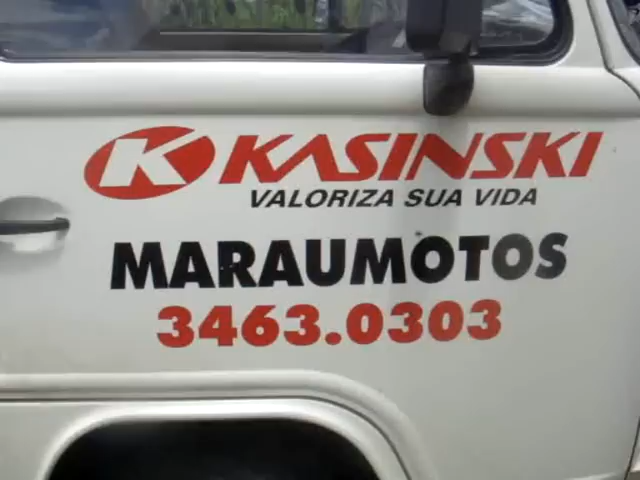 K KASINSKI
VALORIZA SUA VIDA
MARAUMOTOS
3463.0303